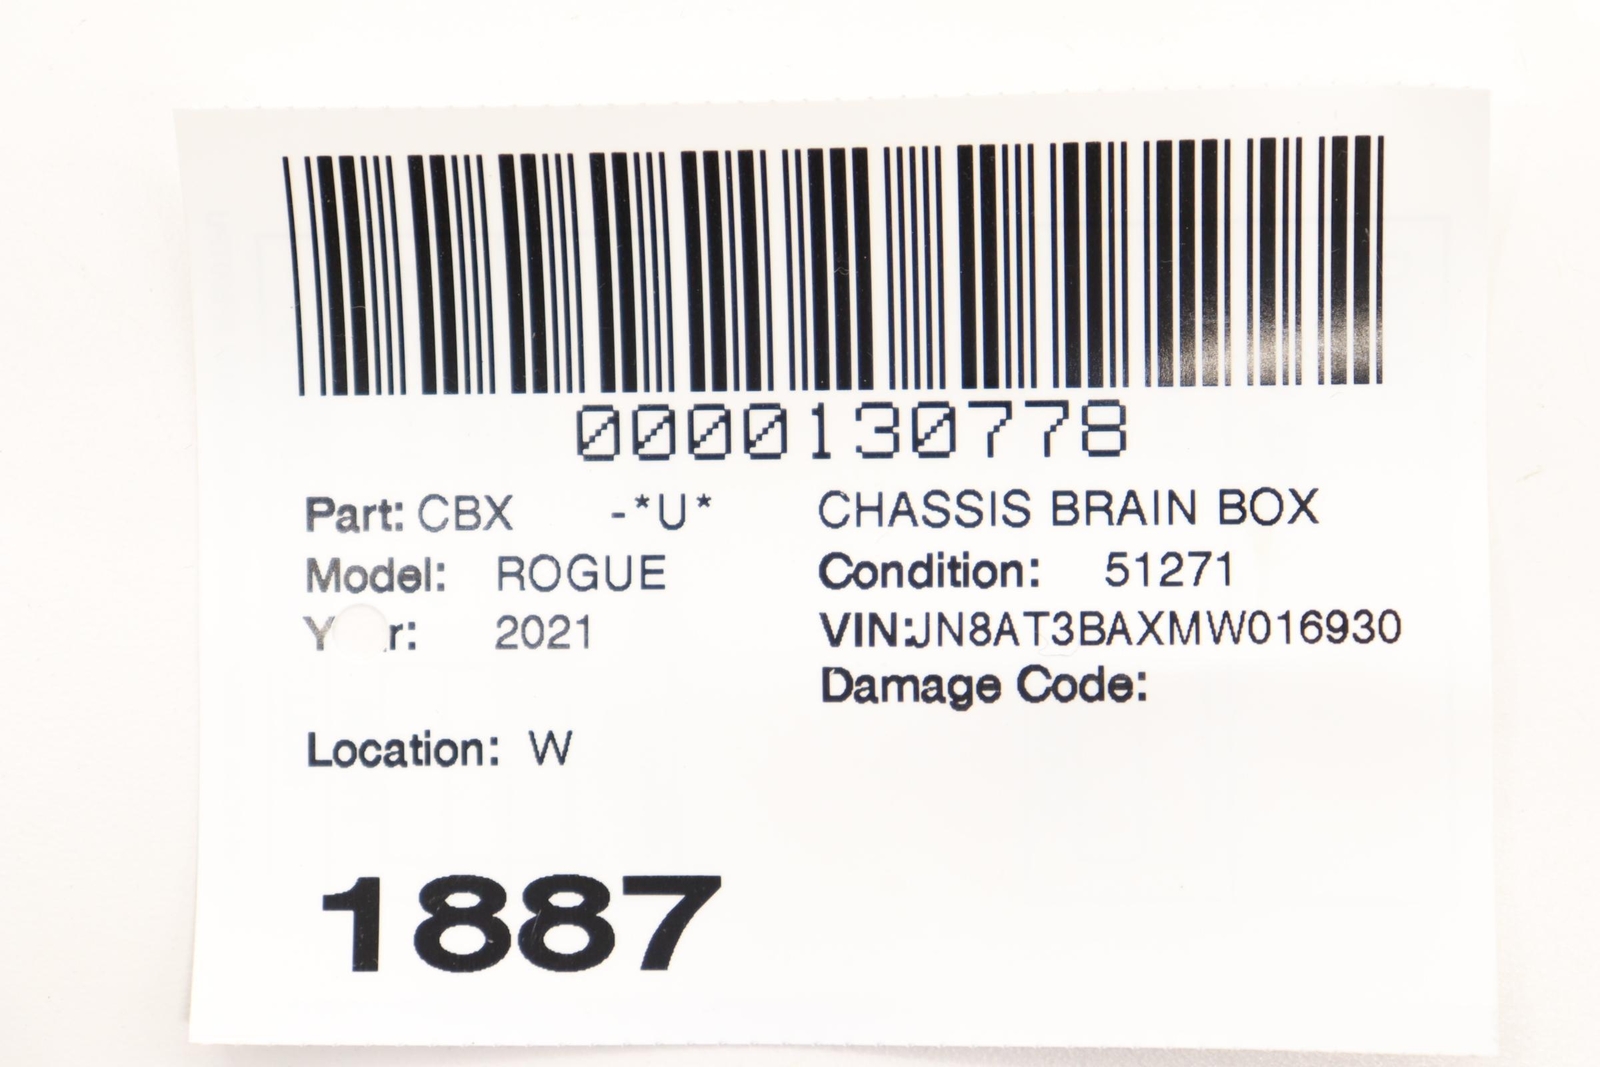 0000130778
Part: CBX -*U* CHASSIS BRAIN BOX
Model: ROGUE Condition: 51271
2021 VIN:JN8AT3BAXMW016930
Damage Code:
Location: W
1887